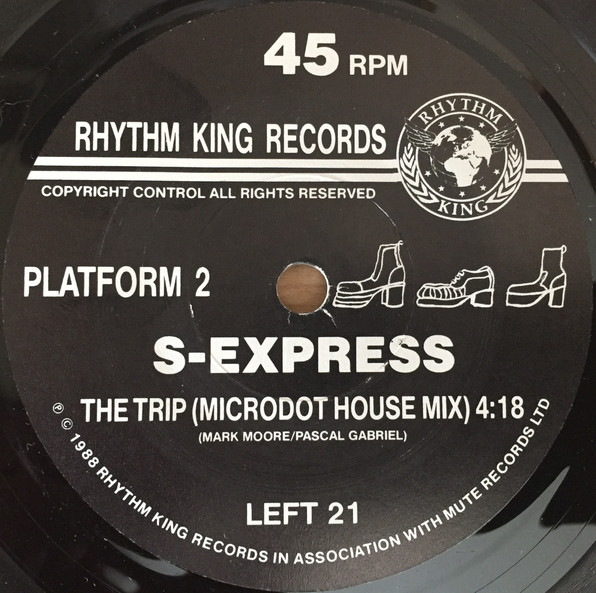 45 RPM
RHYTHM KING RECORDS
RHYTHM
KING
COPYRIGHT CONTROL ALL RIGHTS RESERVED
PLATFORM 2
S-EXPRESS
THE TRIP (MICRODOT HOUSE MIX) 4:18
(MARK MOORE/PASCAL GABRIEL)
LEFT 21
℗ © 1988 RHYTHM KING RECORDS IN ASSOCIATION WITH MUTE RECORDS LTD